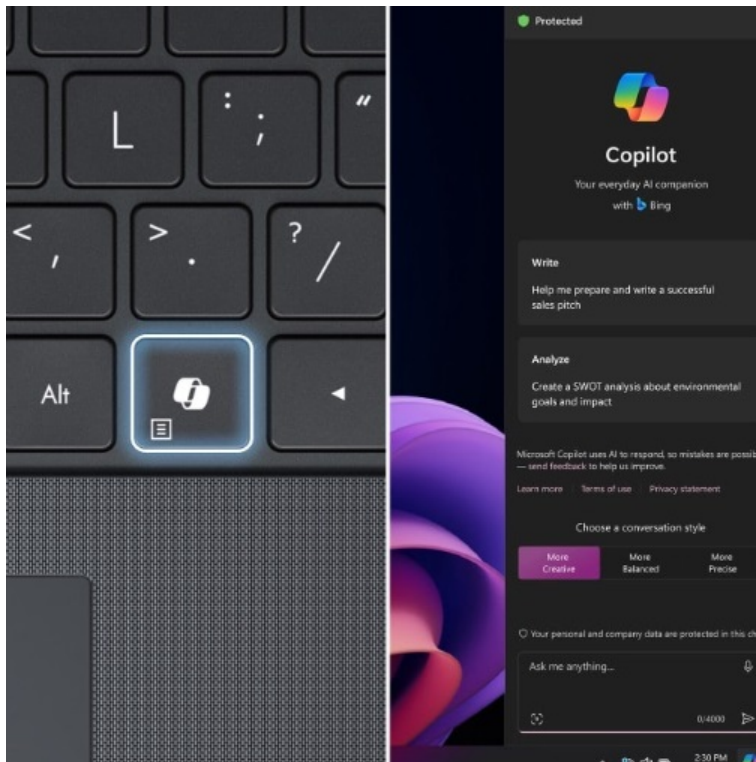 L
: ;
"
< ,
> .
? /
Alt
Protected
Copilot
Your everyday AI companion
with Bing
Write
Help me prepare and write a successful
sales pitch
Analyze
Create a SWOT analysis about environmental
goals and impact
Microsoft Copilot uses AI to respond, so mistakes are
— send feedback to help us improve.
Learn more Terms of use Privacy statement
Choose a conversation style
More Creative
More Balanced
More Precise
Your personal and company data are protected in this
Ask me anything...
0/4000
2:30 PM